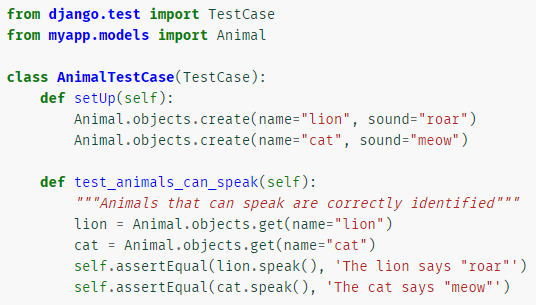 from django.test import TestCase
from myapp.models import Animal

class AnimalTestCase(TestCase):
    def setUp(self):
        Animal.objects.create(name="lion", sound="roar")
        Animal.objects.create(name="cat", sound="meow")

    def test_animals_can_speak(self):
        """Animals that can speak are correctly identified"""
        lion = Animal.objects.get(name="lion")
        cat = Animal.objects.get(name="cat")
        self.assertEqual(lion.speak(), 'The lion says "roar"')
        self.assertEqual(cat.speak(), 'The cat says "meow"')